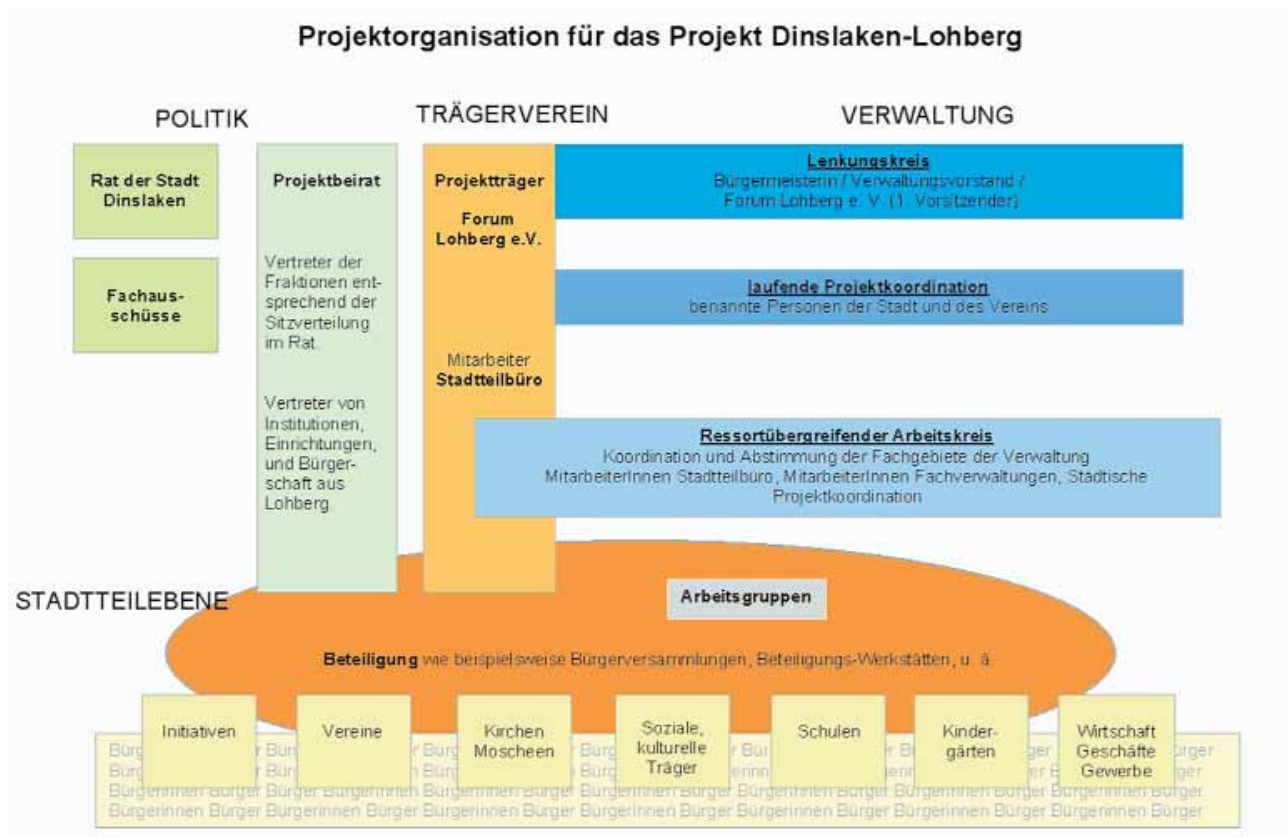 Projektorganisation für das Projekt Dinslaken-Lohberg
POLITIK
TRÄGERVEREIN
VERWALTUNG
Rat der Stadt
Dinslaken
Fachaus-
schüsse
Projektbeirat
Vertreter der
Fraktionen ent-
sprechend der
Sitzverteilung
im Rat.
Vertreter von
Institutionen,
Einrichtungen,
und Bürger-
schaft aus
Lohberg
Projektträger
Forum
Lohberg e.V.
Mitarbeiter
Stadtteilbüro
Lenkungskreis
Bürgermeisterin / Verwaltungsvorstand /
Forum Lohberg e. V. (1. Vorsitzender)
laufende Projektkoordination
benannte Personen der Stadt und des Vereins
Ressortübergreifender Arbeitskreis
Koordination und Abstimmung der Fachgebiete der Verwaltung
MitarbeiterInnen Stadtteilbüro, MitarbeiterInnen Fachverwaltungen, Städtische
Projektkoordination
STADTTEILEBENE
Arbeitsgruppen
Beteiligung wie beispielsweise Bürgerversammlungen, Beteiligungs-Werkstätten, u. ä.
Initiativen
Vereine
Kirchen
Moscheen
Soziale,
kulturelle
Träger
Schulen
Kinder-
gärten
Wirtschaft
Geschäfte
Gewerbe
Bürgerinnen Bürger Bürgerinnen Bürger Bürgerinnen Bürger Bürgerinnen Bürger Bürgerinnen Bürger Bürgerinnen Bürger